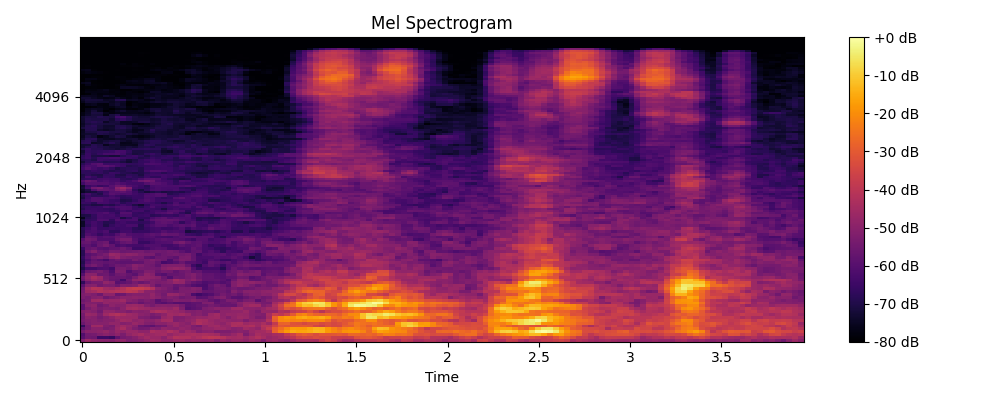 Mel Spectrogram
+0 dB
-10 dB
-20 dB
-30 dB
-40 dB
-50 dB
-60 dB
-70 dB
-80 dB
4096
2048
1024
512
0
Hz
0 0.5 1 1.5 2 2.5 3 3.5
Time